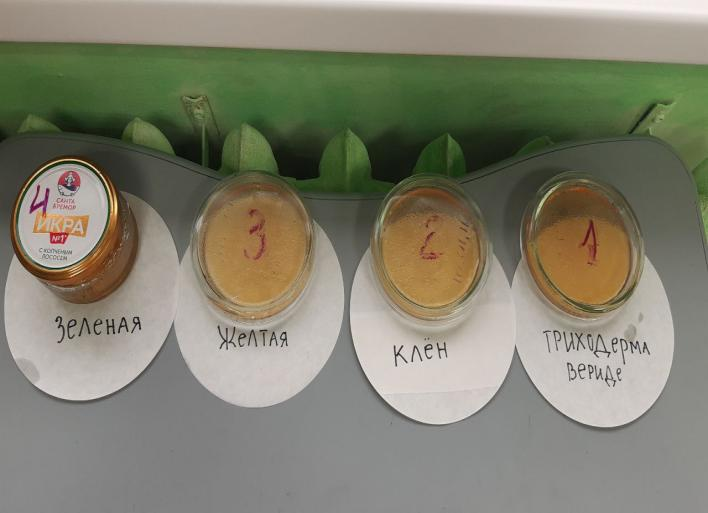 4
САНТА
БРЕМОР
ИКРА
№1
С КОПЧЕНЫМ
ЛОСОСЕМ
ЗЕЛЕНАЯ
3
ЖЕЛТАЯ
2
КЛЁН
1
ТРИХОДЕРМА
ВЕРИДЕ